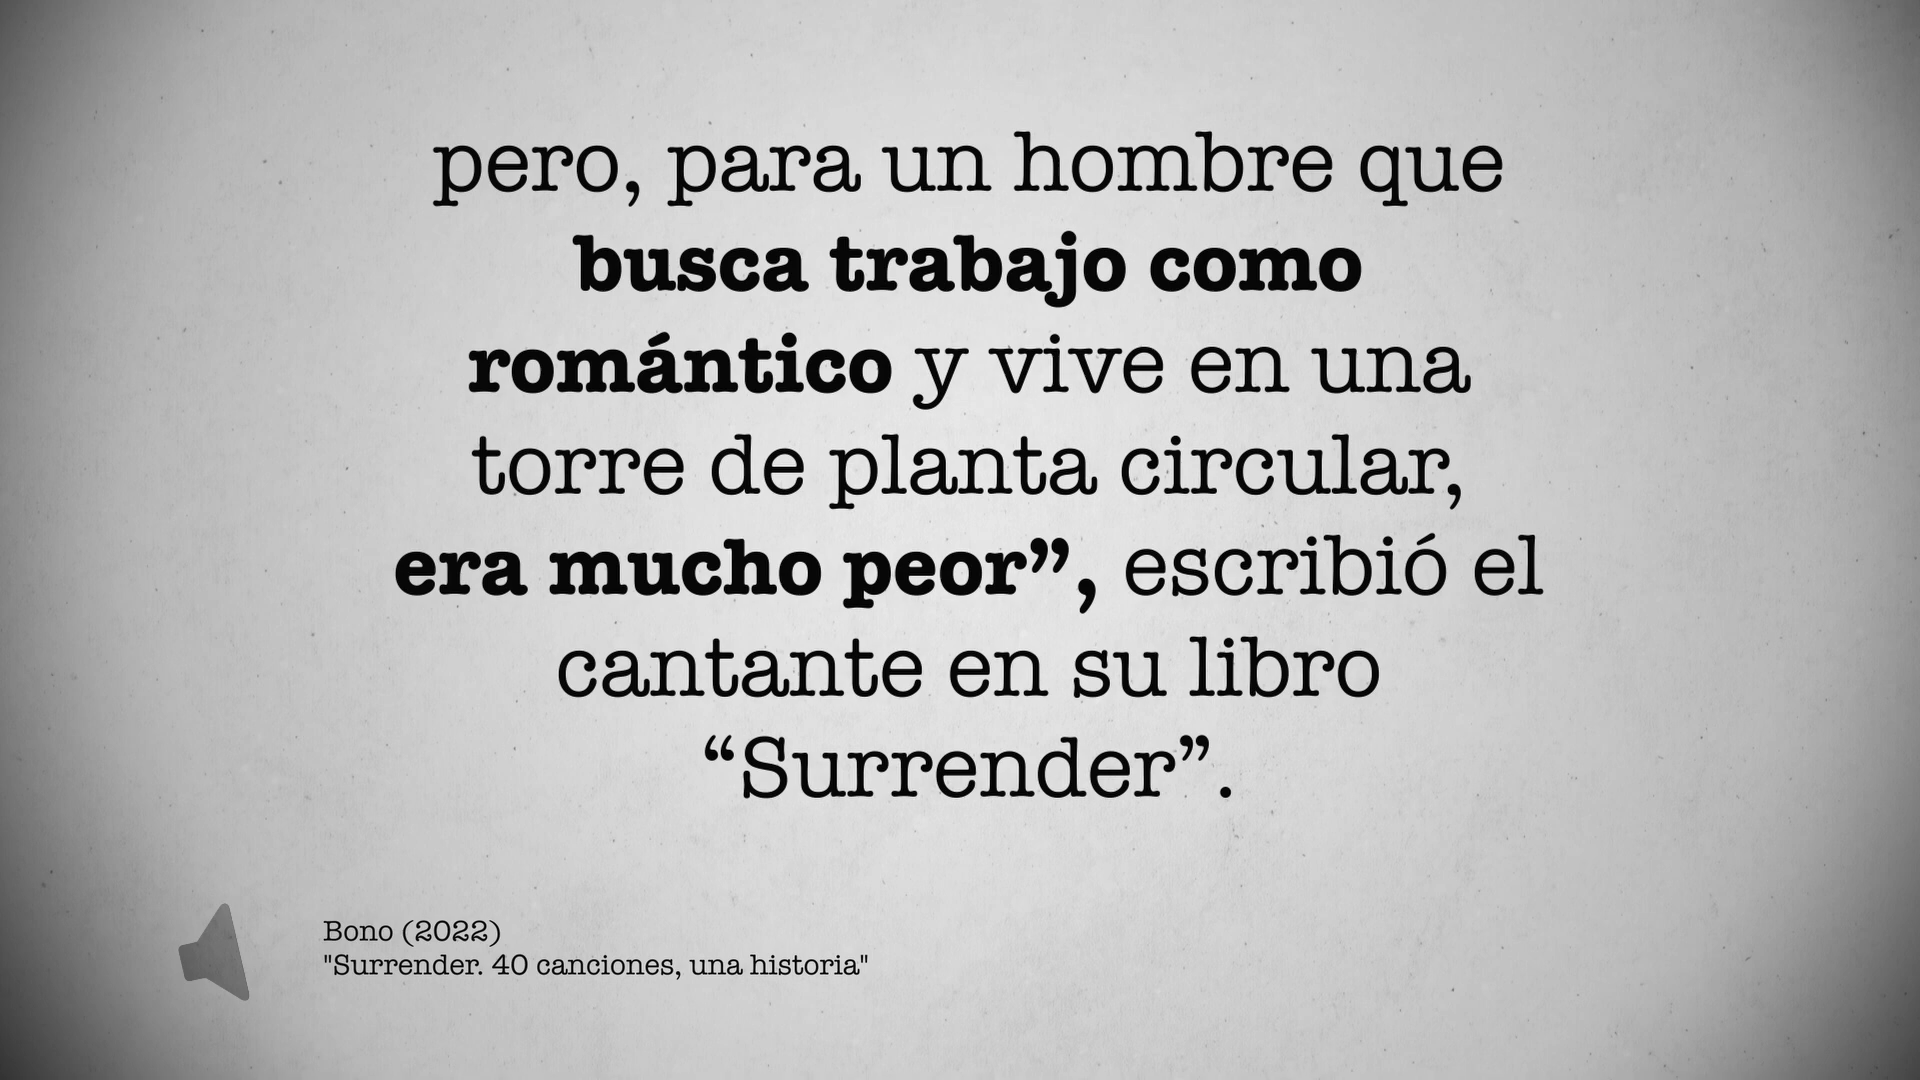 pero, para un hombre que
busca trabajo como
romántico y vive en una
torre de planta circular,
era mucho peor”, escribió el
cantante en su libro
“Surrender”.
Bono (2022)
"Surrender. 40 canciones, una historia"